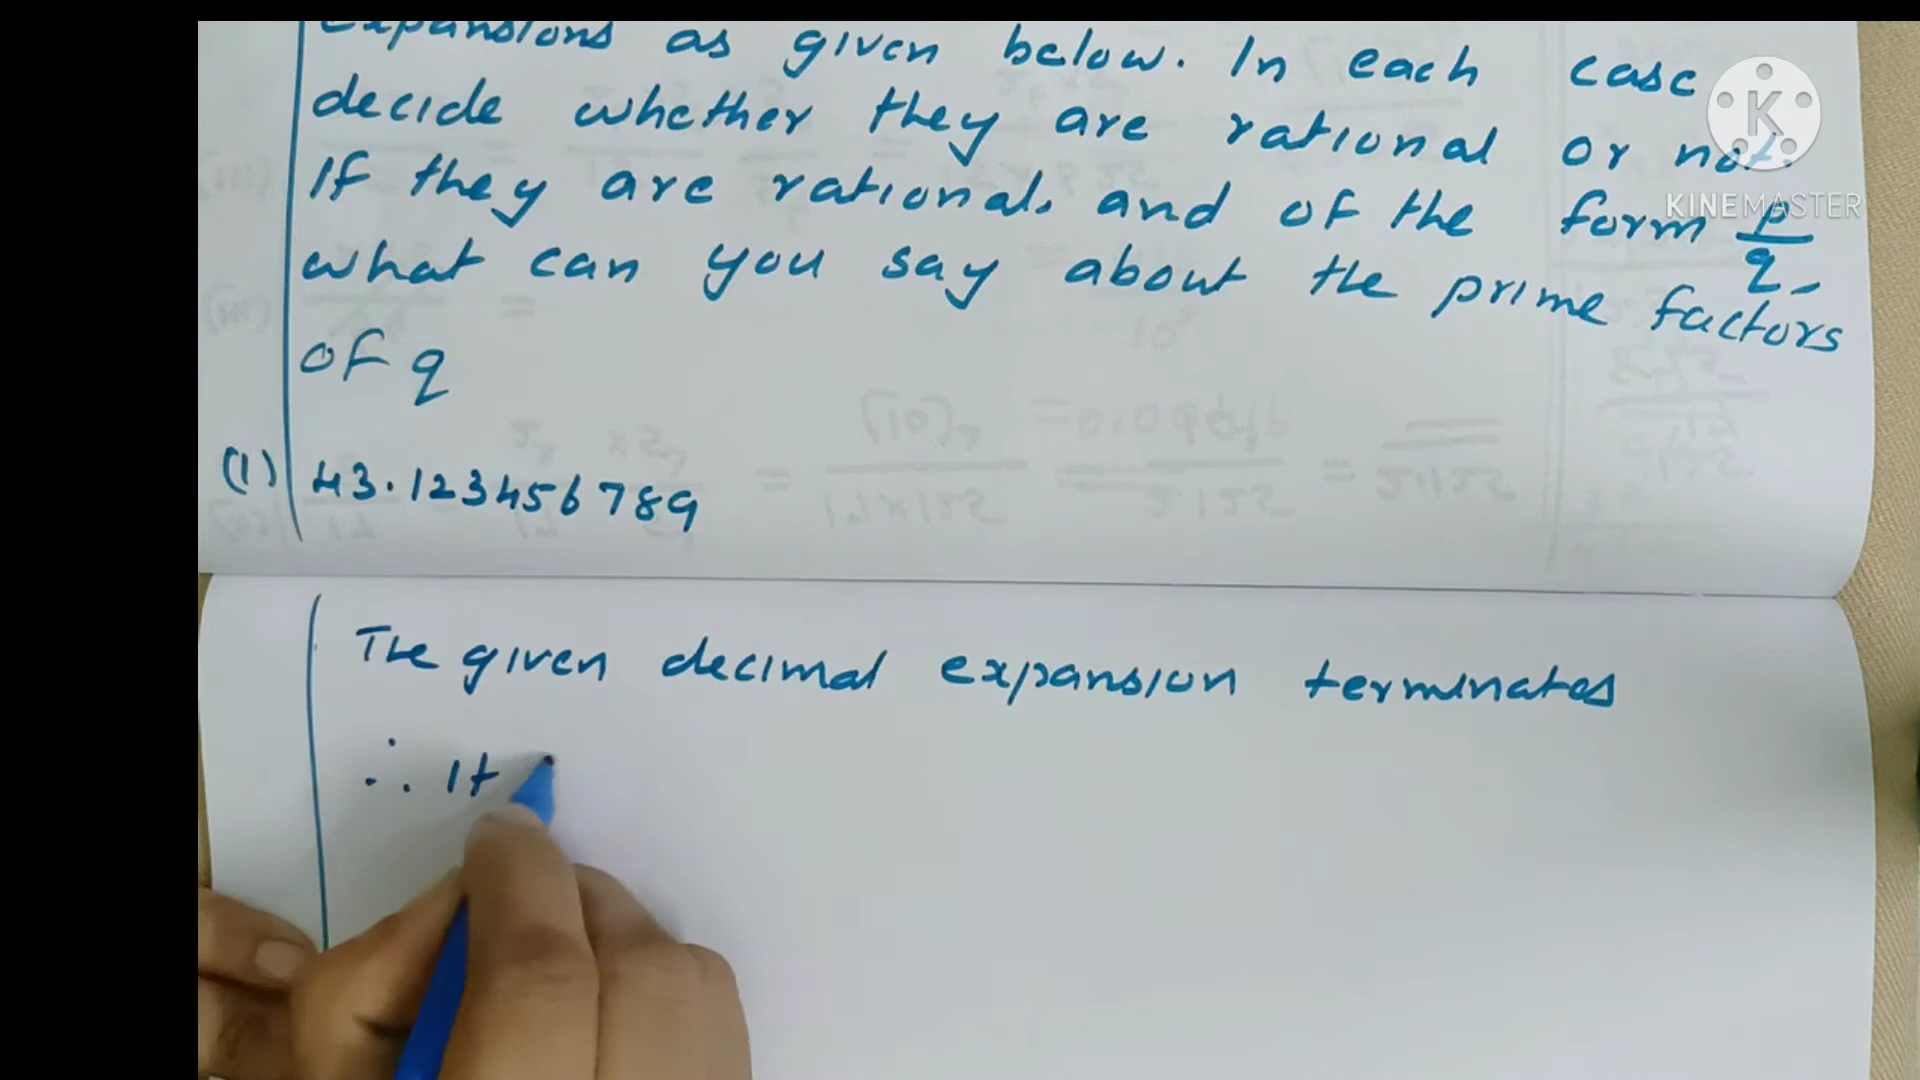 expansions as given below. In each case
decide whether they are rational or not.
If they are rational, and of the form p/q,
what can you say about the prime factors
of q
(1) 43.123456789
The given decimal expansion terminates
∴ It
K
KINEMASTER